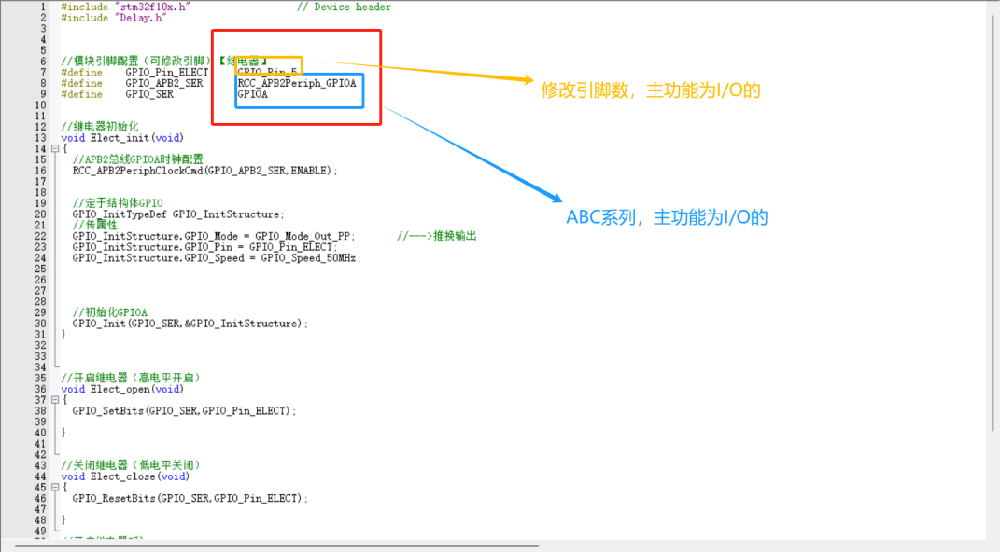 1 #include "stm32f10x.h" // Device header
2 #include "Delay.h"
3
4
5
6 //模块引脚配置（可修改引脚）【继电器】
7 #define GPIO_Pin_ELECT GPIO_Pin_5
8 #define GPIO_APB2_SER RCC_APB2Periph_GPIOA
9 #define GPIO_SER GPIOA
10
11
12 //继电器初始化
13 void Elect_init(void)
14 {
15 //APB2总线GPIOA时钟配置
16 RCC_APB2PeriphClockCmd(GPIO_APB2_SER,ENABLE);
17
18
19 //定于结构体GPIO
20 GPIO_InitTypeDef GPIO_InitStructure;
21 //传属性
22 GPIO_InitStructure.GPIO_Mode = GPIO_Mode_Out_PP; //--->推换输出
23 GPIO_InitStructure.GPIO_Pin = GPIO_Pin_ELECT;
24 GPIO_InitStructure.GPIO_Speed = GPIO_Speed_50MHz;
25
26
27
28
29 //初始化GPIOA
30 GPIO_Init(GPIO_SER,&GPIO_InitStructure);
31 }
32
33
34
35 //开启继电器（高电平开启）
36 void Elect_open(void)
37 {
38 GPIO_SetBits(GPIO_SER,GPIO_Pin_ELECT);
39
40 }
41
42
43 //关闭继电器（低电平关闭）
44 void Elect_close(void)
45 {
46 GPIO_ResetBits(GPIO_SER,GPIO_Pin_ELECT);
47
48 }
49
修改引脚数，主功能为I/O的
ABC系列，主功能为I/O的